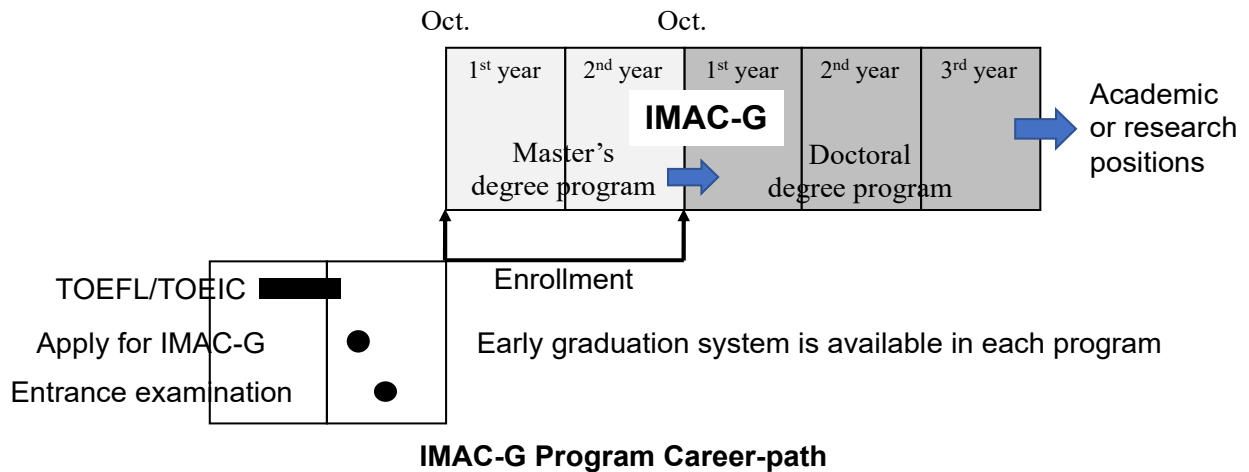 Oct.
Oct.
1st year
2nd year
1st year
2nd year
3rd year
IMAC-G
Master's
degree program
Doctoral
degree program
Academic
or research
positions
Enrollment
TOEFL/TOEIC
Apply for IMAC-G
Early graduation system is available in each program
Entrance examination
IMAC-G Program Career-path